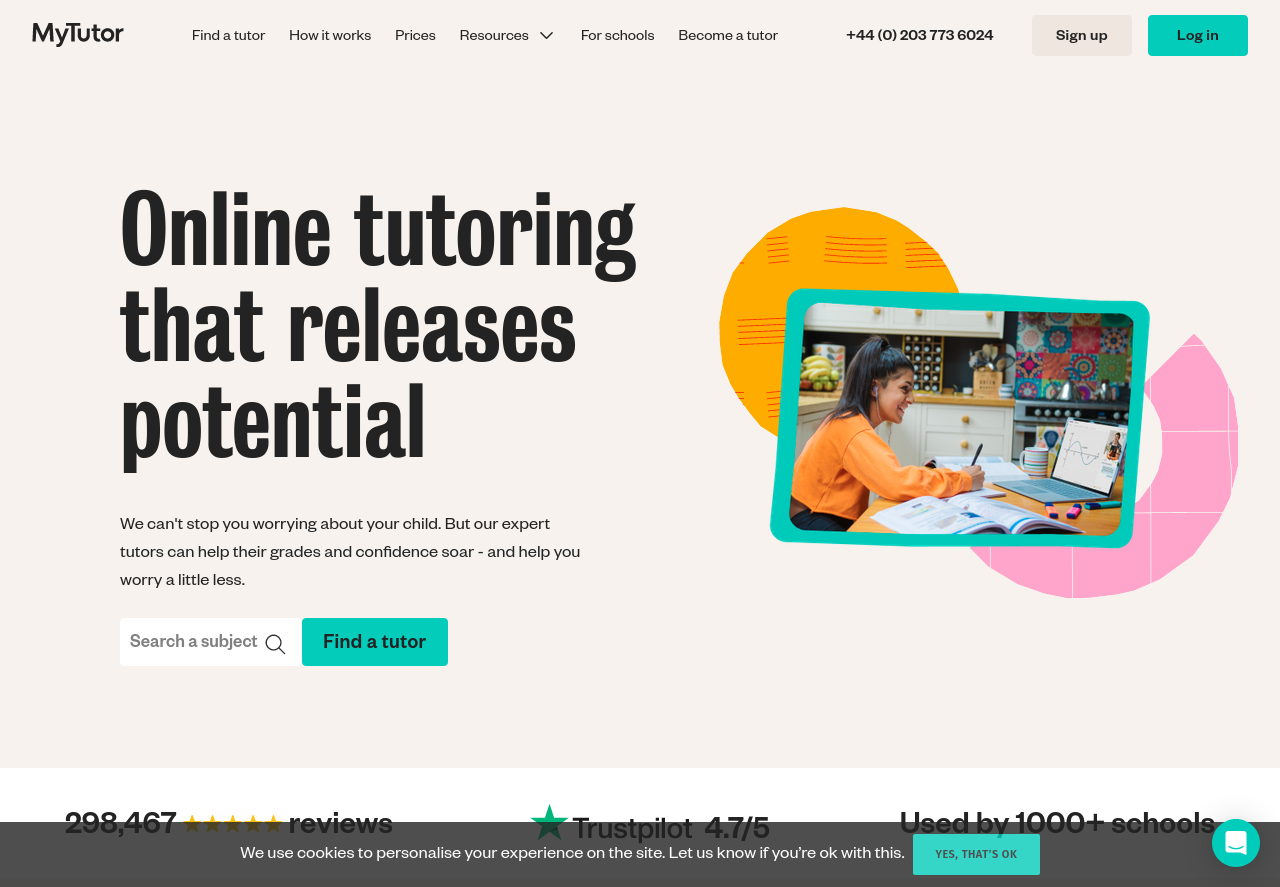 MyTutor
Find a tutor
How it works
Prices
Resources
For schools
Become a tutor
+44 (0) 203 773 6024
Sign up
Log in
Online tutoring
that releases
potential
We can't stop you worrying about your child. But our expert
tutors can help their grades and confidence soar - and help you
worry a little less.
Search a subject
Find a tutor
298,467 reviews
Trustpilot 4.7/5
Used by 1000+ schools
We use cookies to personalise your experience on the site. Let us know if you’re ok with this.
YES, THAT'S OK